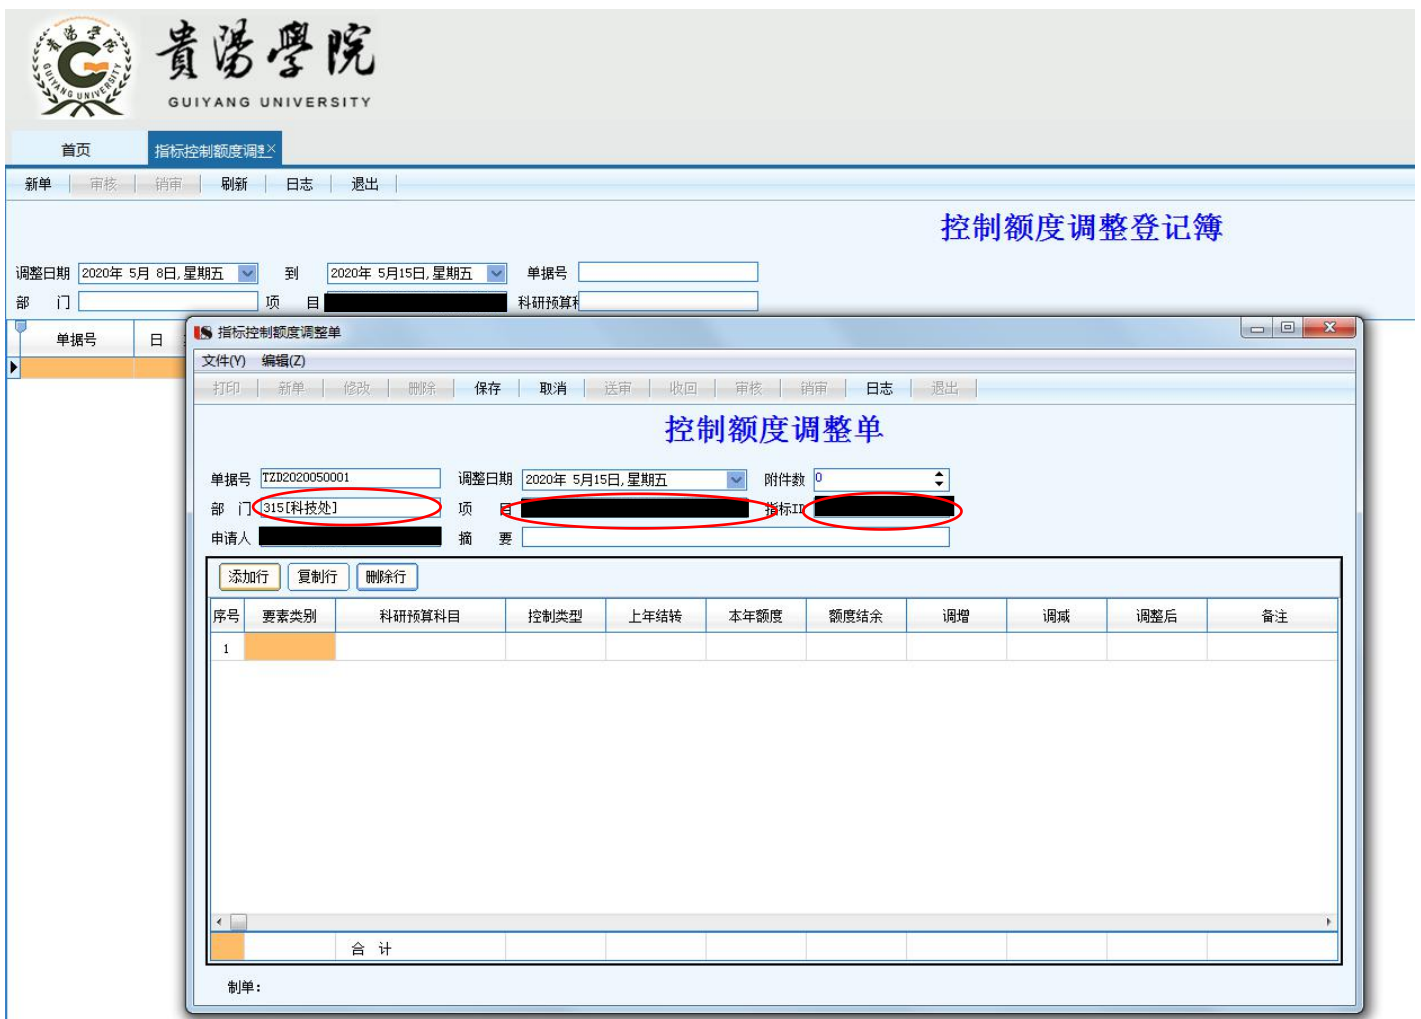 贵阳学院
GUIYANG UNIVERSITY
首页 指标控制额度调整
新单 审核 销审 刷新 日志 退出
控制额度调整登记簿
调整日期 2020年 5月 8日,星期五 到 2020年 5月15日,星期五 单据号
部 门 项 目 科研预算科
单据号 日
指标控制额度调整单
文件(Y) 编辑(Z)
打印 新单 修改 删除 保存 取消 送审 收回 审核 销审 日志 退出
控制额度调整单
单据号 TZD2020050001 调整日期 2020年 5月15日,星期五 附件数 0
部 门 315[科技处] 项 目 指标ID
申请人 摘 要
添加行 复制行 删除行
序号 要素类别 科研预算科目 控制类型 上年结转 本年额度 额度结余 调增 调减 调整后 备注
1
合 计
制单: